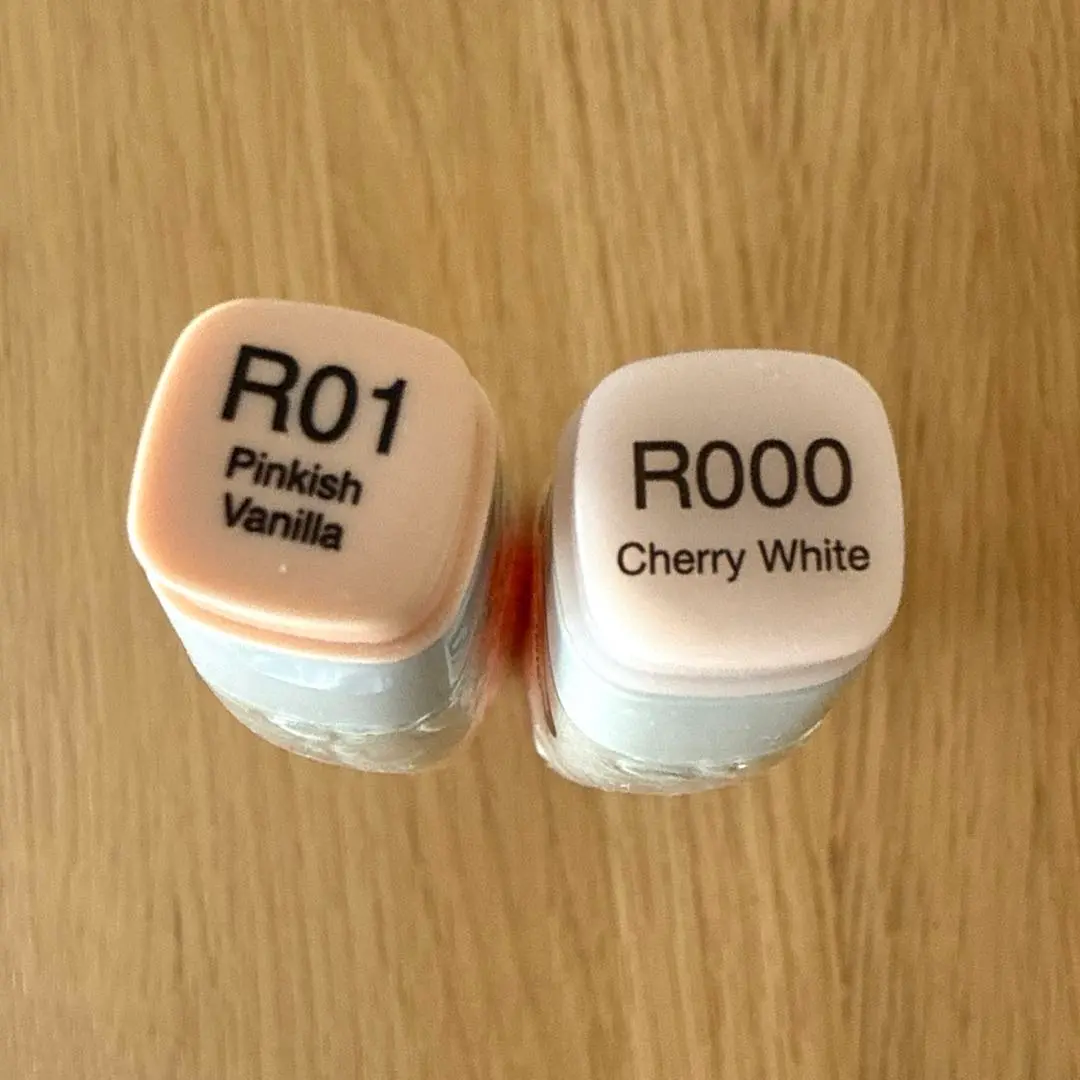 R01
Pinkish
Vanilla
R000
Cherry White